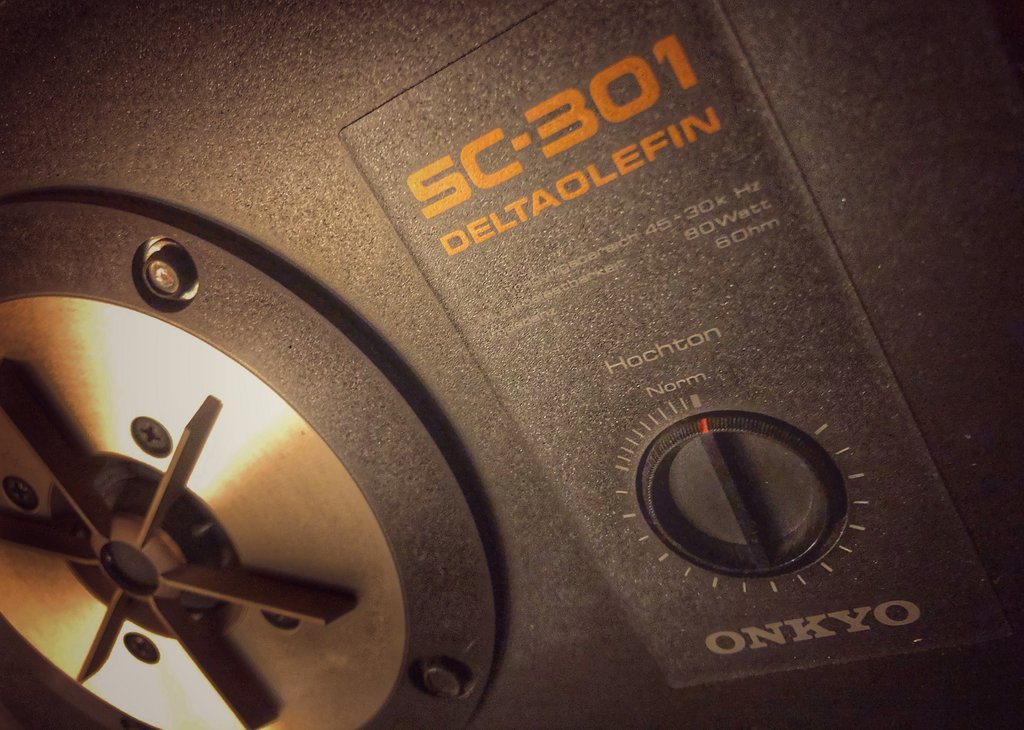 SC-301
DELTAOLEFIN
45-30k Hz
80Watt
6Ohm
Hochton
Norm.
ONKYO